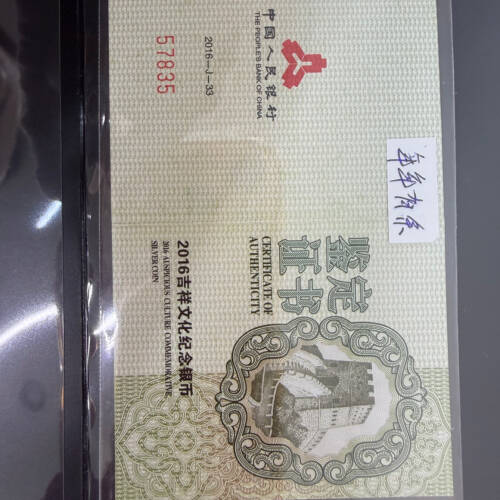 中国人民银行
THE PEOPLE'S BANK OF CHINA
2016-J-33
57835
年年有余
鉴定
证书
CERTIFICATE OF
AUTHENTICITY
2016吉祥文化纪念银币
2016 AUSPICIOUS CULTURE COMMEMORATIVE
SILVER COIN